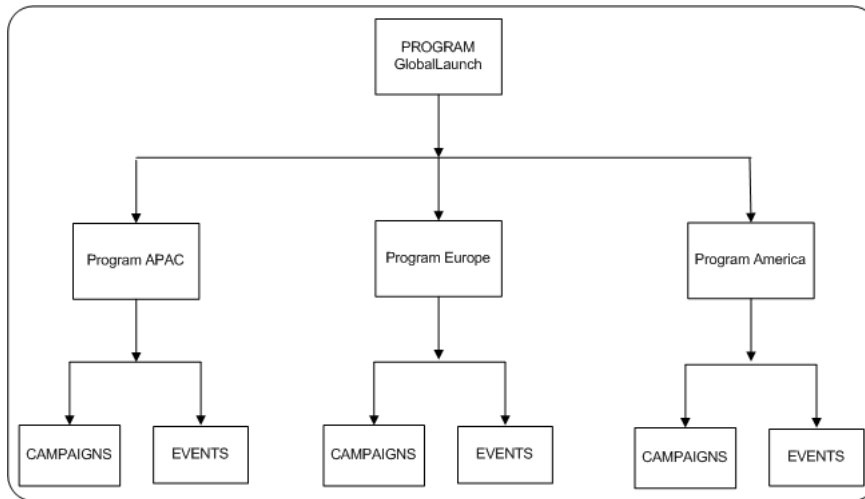 PROGRAM
GlobalLaunch
Program APAC
Program Europe
Program America
CAMPAIGNS
EVENTS
CAMPAIGNS
EVENTS
CAMPAIGNS
EVENTS